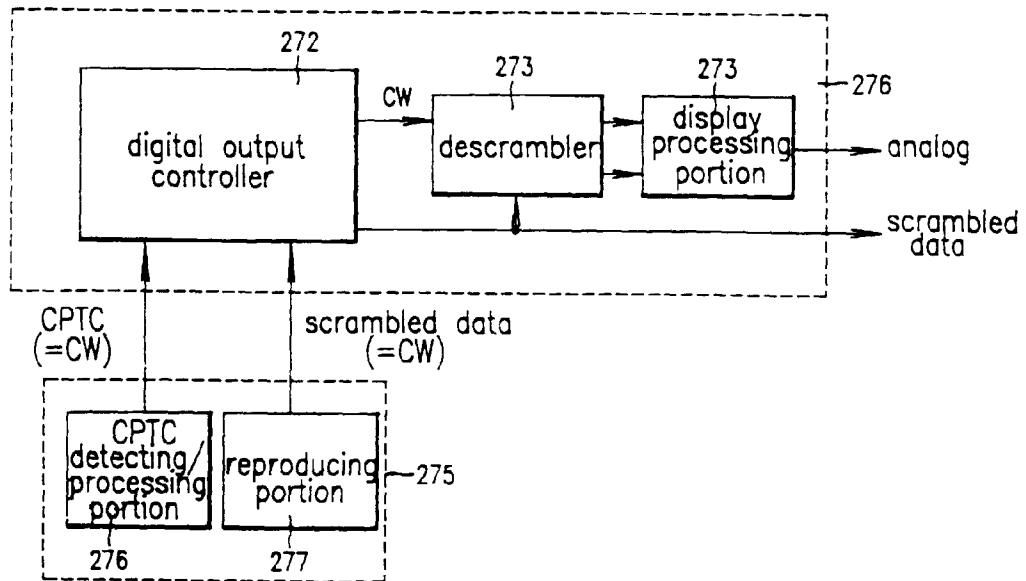 272
273
273
276
CW
digital output
controller
descrambler
display
processing
portion
analog
scrambled
data
CPTC
(=CW)
scrambled data
(=CW)
CPTC
detecting/
processing
portion
reproducing
portion
275
276
277